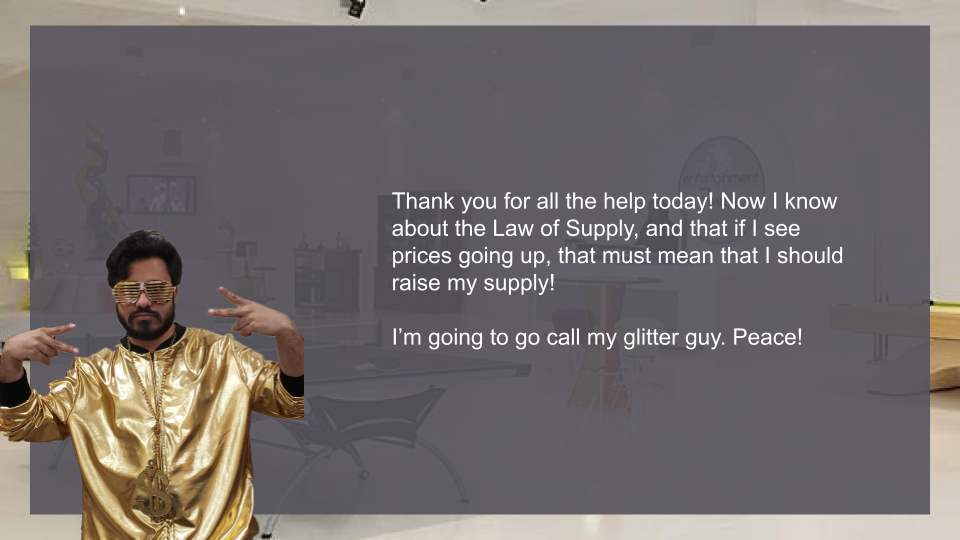 Thank you for all the help today! Now I know
about the Law of Supply, and that if I see
prices going up, that must mean that I should
raise my supply!
I’m going to go call my glitter guy. Peace!
entertainment